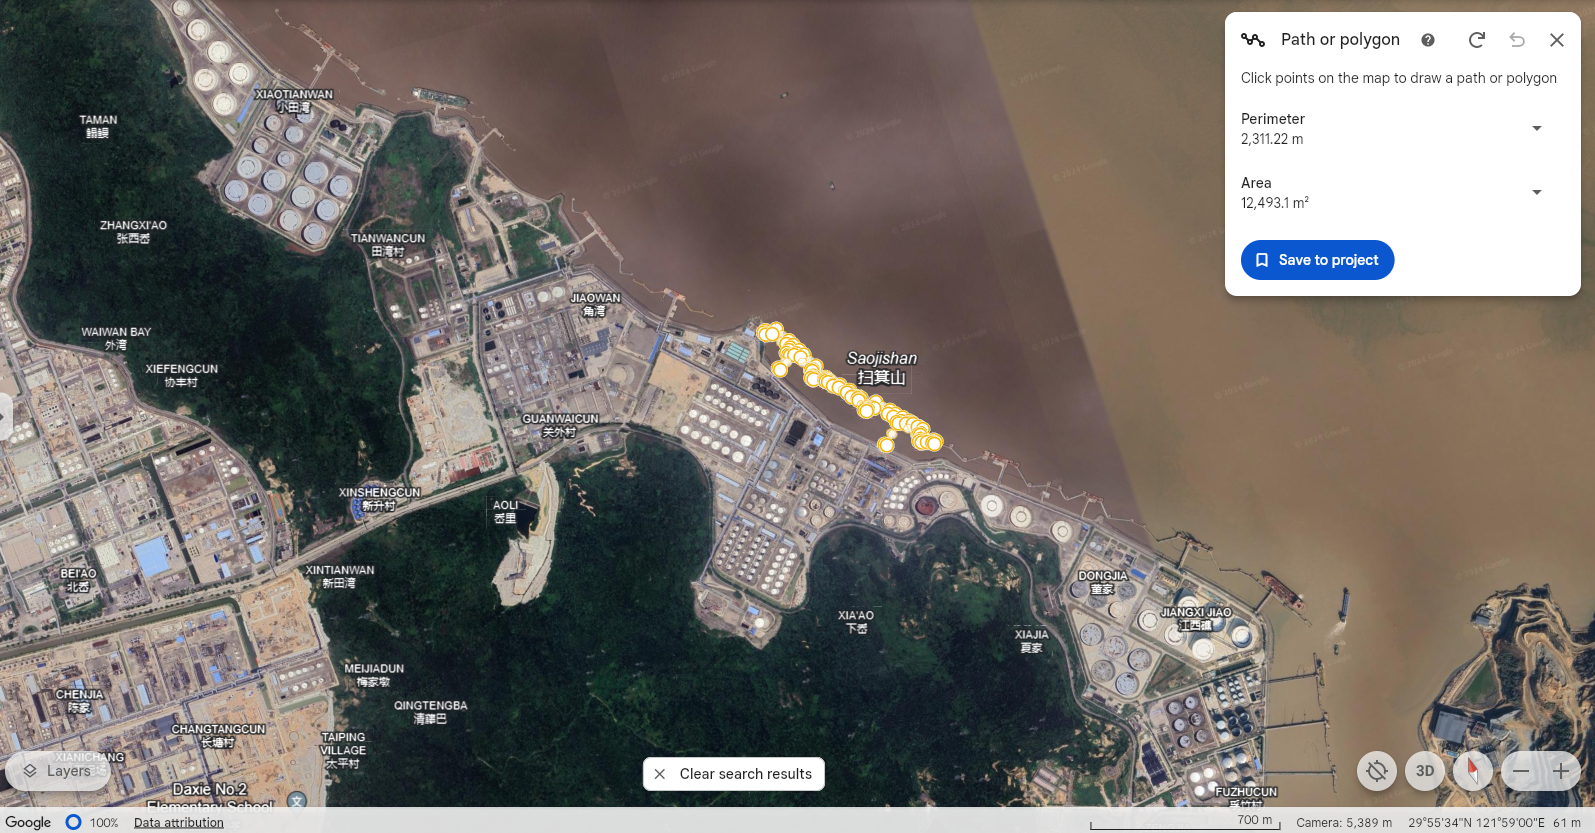 Path or polygon
Click points on the map to draw a path or polygon
Perimeter
2,311.22 m
Area
12,493.1 m²
Save to project
XIAOTIANWAN
小田湾
TAMAN
ZHANGXI'AO
张西岙
TIANWANCUN
田湾村
JIAOWAN
角湾
WAIWAN BAY
外湾
XIEFENGCUN
协丰村
Saojishan
扫箕山
GUANWAICUN
关外村
XINSHENGCUN
新升村
AOLI
岙里
BEI'AO
北岙
XINTIANWAN
新田湾
DONGJIA
董家
JIANGXI JIAO
江西礁
XIA'AO
下岙
XIAJIA
夏家
MEIJIADUN
梅家墩
CHENJIA
陈家
QINGTENGBA
CHANGTANGCUN
长塘村
TAIPING
VILLAGE
太平村
XIANICHANG
Layers
Clear search results
3D
Daxie No.2
Elementary School
FUZHUCUN
Google
100%
Data attribution
700 m
Camera: 5,389 m
29°55'34"N 121°59'00"E
61 m